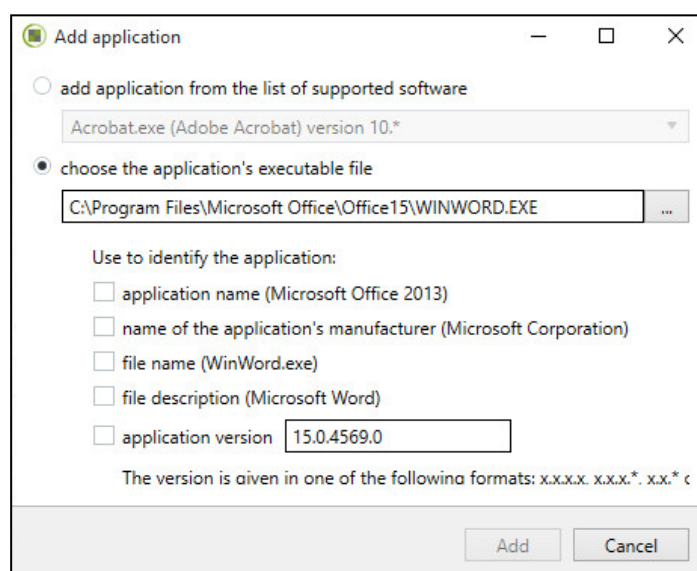 Add application
add application from the list of supported software
Acrobat.exe (Adobe Acrobat) version 10.*
choose the application's executable file
C:\Program Files\Microsoft Office\Office15\WINWORD.EXE
...
Use to identify the application:
application name (Microsoft Office 2013)
name of the application's manufacturer (Microsoft Corporation)
file name (WinWord.exe)
file description (Microsoft Word)
application version 15.0.4569.0
The version is given in one of the following formats: x.x.x.x, x.x.x.*, x.x.*
Add Cancel